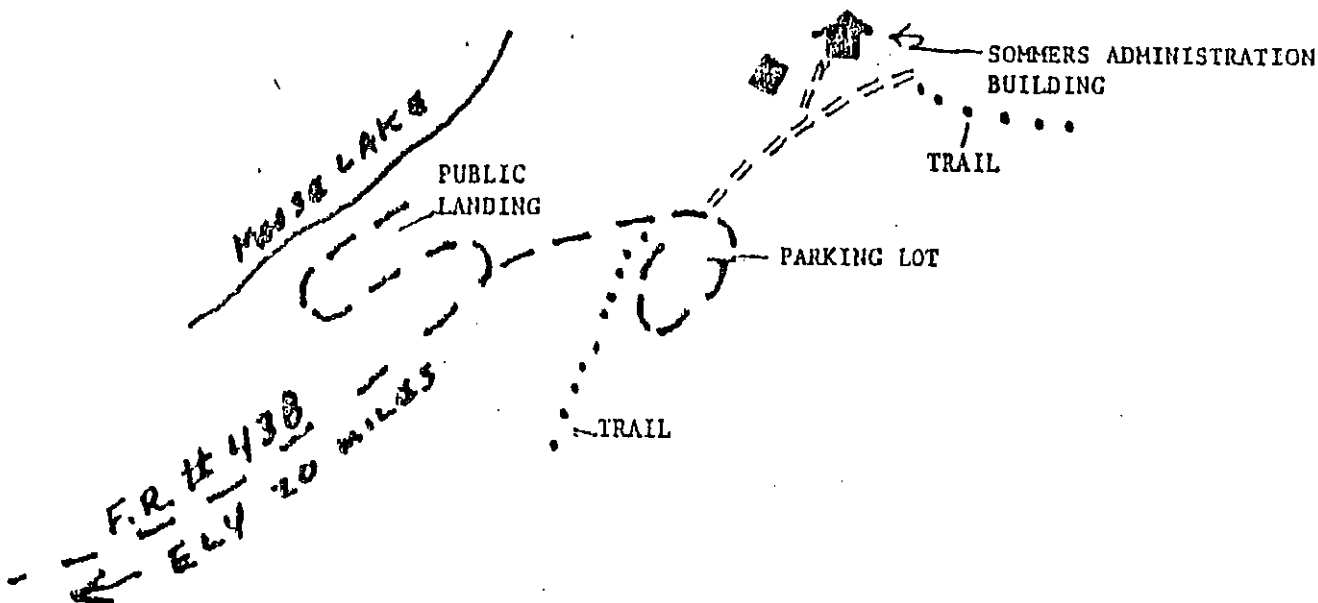 SOMMERS ADMINISTRATION
BUILDING
TRAIL
MOOSE LAKE
PUBLIC
LANDING
PARKING LOT
TRAIL
F.R. # 438
ELY 20 MILES